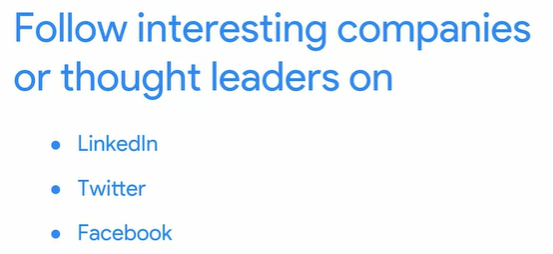 Follow interesting companies
or thought leaders on
• LinkedIn
• Twitter
• Facebook